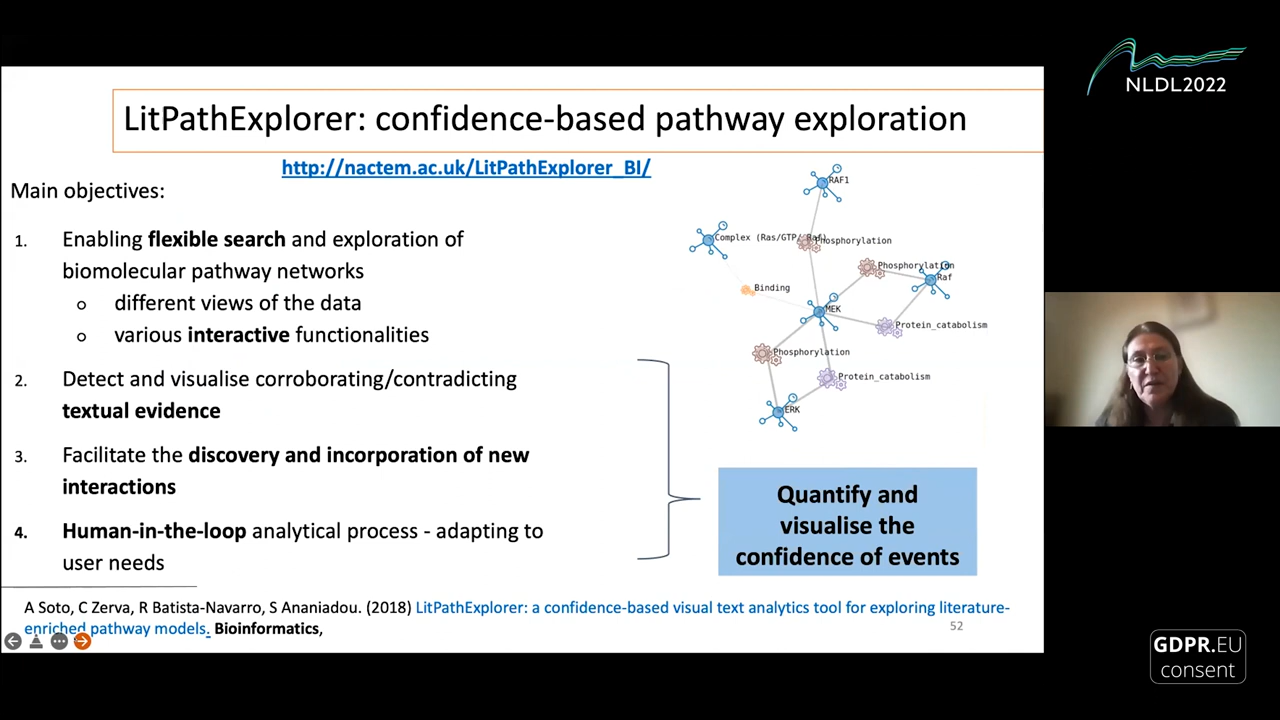 NLDL2022
LitPathExplorer: confidence-based pathway exploration
http://nactem.ac.uk/LitPathExplorer_BI/
Main objectives:
1. Enabling flexible search and exploration of
biomolecular pathway networks
o different views of the data
o various interactive functionalities
2. Detect and visualise corroborating/contradicting
textual evidence
3. Facilitate the discovery and incorporation of new
interactions
4. Human-in-the-loop analytical process - adapting to
user needs
RAF1
Complex (Ras/GTP/ Raf)
Phosphorylation
Phosphorylation
Raf
Binding
MEK
Protein_catabolism
Phosphorylation
Protein_catabolism
ERK
Quantify and
visualise the
confidence of events
A Soto, C Zerva, R Batista-Navarro, S Ananiadou. (2018) LitPathExplorer: a confidence-based visual text analytics tool for exploring literature-
enriched pathway models. Bioinformatics,
52
GDPR.EU
consent